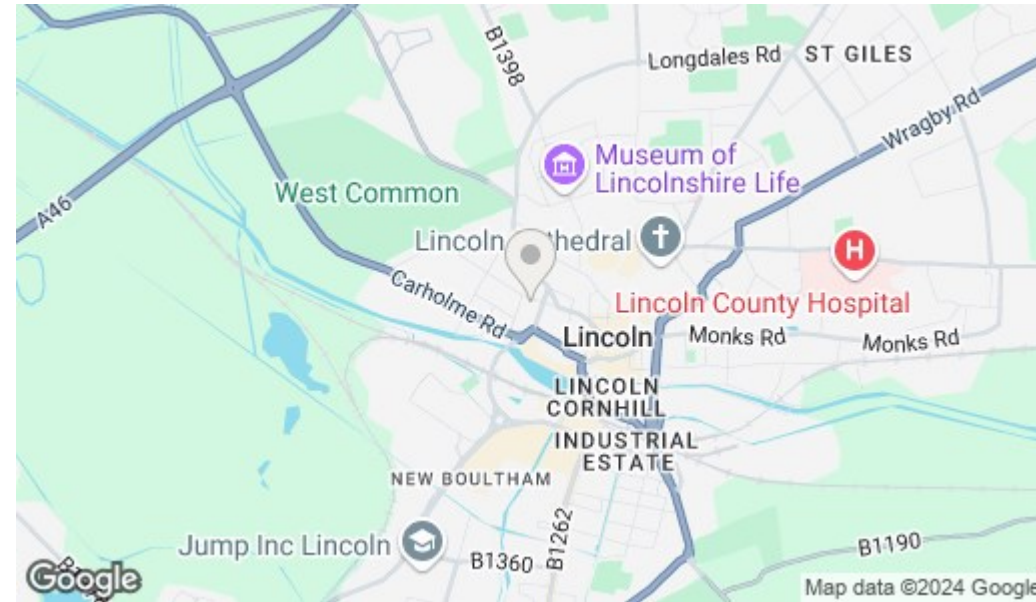 B1398
Longdales Rd
ST GILES
Wragby Rd
Museum of
Lincolnshire Life
A46
West Common
Lincoln
thedral
Lincoln County Hospital
Carholme Rd
Lincoln
Monks Rd
Monks Rd
LINCOLN
CORNHILL
INDUSTRIAL
ESTATE
NEW BOULTHAM
B1262
Jump Inc Lincoln
B1360
B1190
Google
Map data ©2024 Google